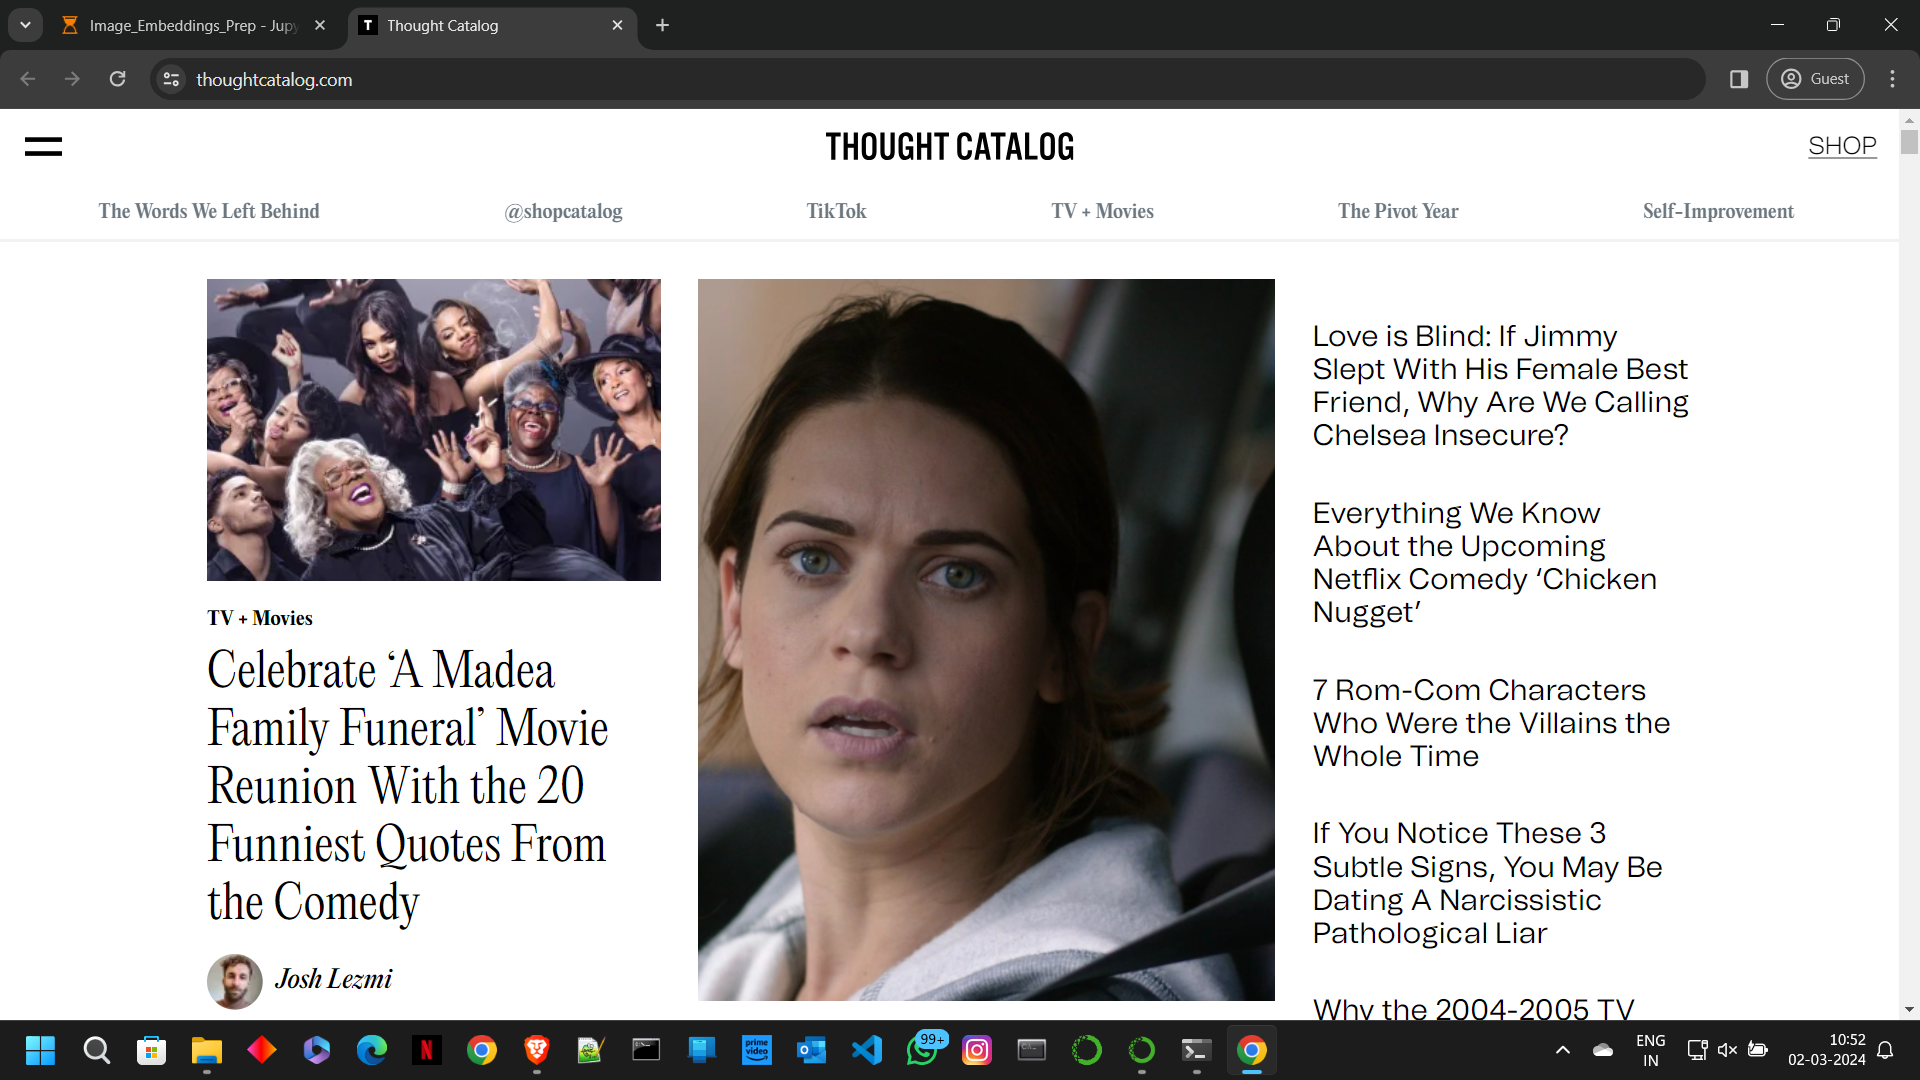 Image_Embeddings_Prep - Jupy
Thought Catalog
thoughtcatalog.com
Guest
THOUGHT CATALOG
SHOP
The Words We Left Behind
@shopcatalog
TikTok
TV + Movies
The Pivot Year
Self-Improvement
TV + Movies
Celebrate ‘A Madea
Family Funeral’ Movie
Reunion With the 20
Funniest Quotes From
the Comedy
Josh Lezmi
Love is Blind: If Jimmy
Slept With His Female Best
Friend, Why Are We Calling
Chelsea Insecure?
Everything We Know
About the Upcoming
Netflix Comedy ‘Chicken
Nugget’
7 Rom-Com Characters
Who Were the Villains the
Whole Time
If You Notice These 3
Subtle Signs, You May Be
Dating A Narcissistic
Pathological Liar
Why the 2004-2005 TV
prime video
99+
ENG
IN
10:52
02-03-2024